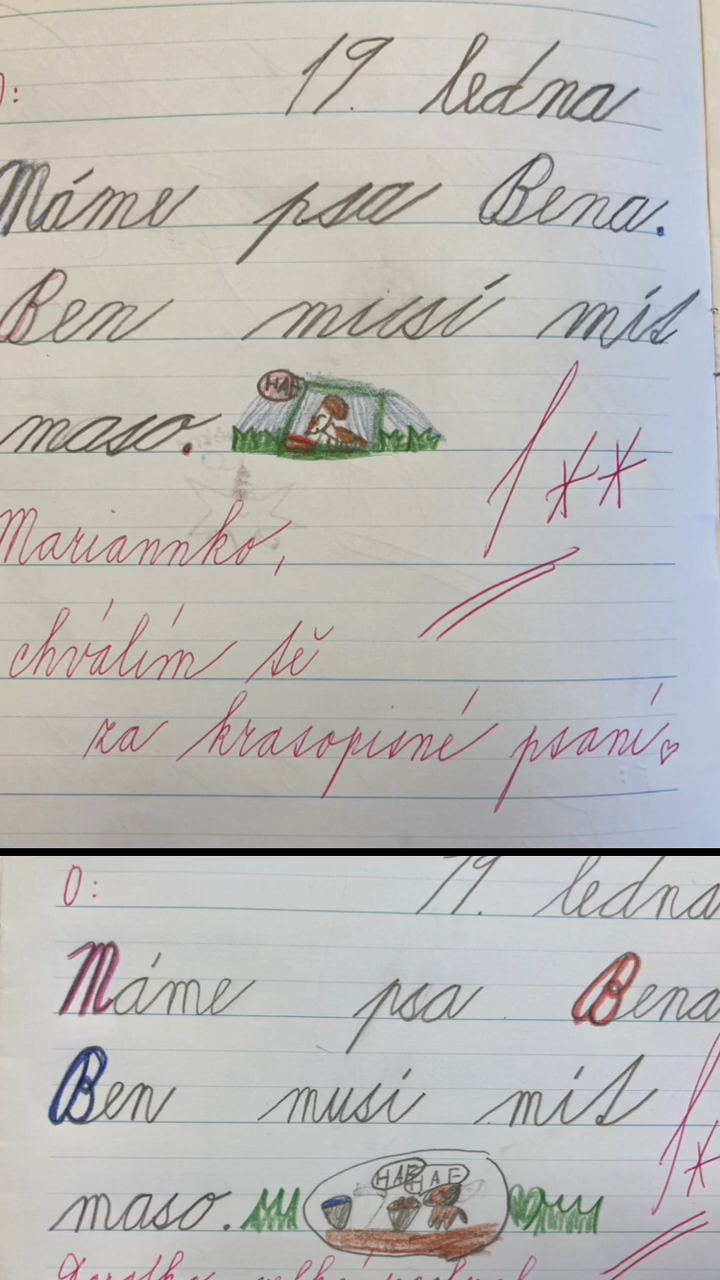 O:
19. ledna
Máme psa Bena.
Ben musí mít
maso. HAF
1**
Mariannko,
chválím tě
za krasopisné psaní♡
O: 19. ledna
Máme psa Bena
Ben musí mít
1*
maso. HAF HAF
velká